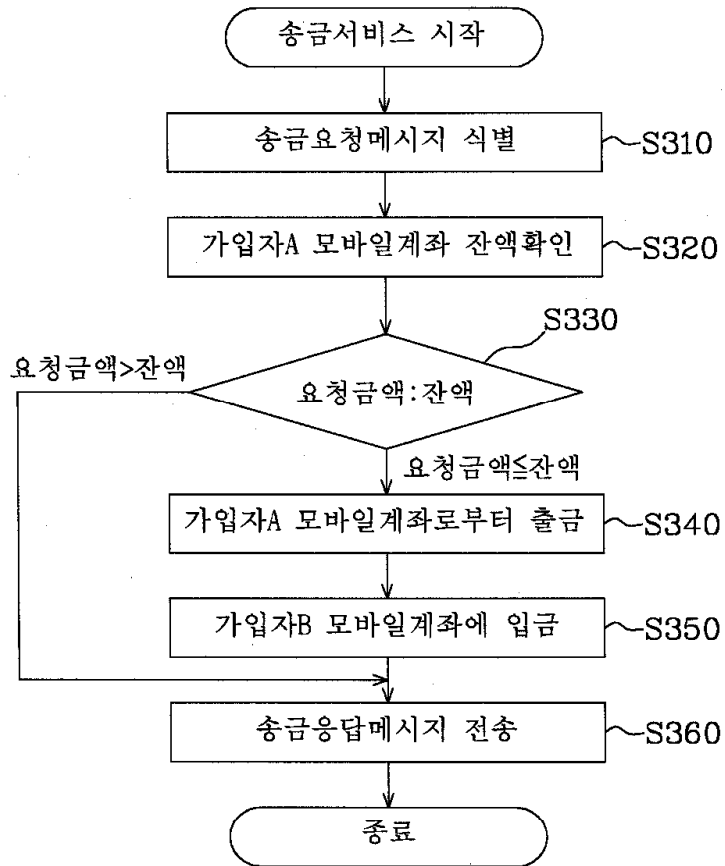 송금서비스 시작
송금요청메시지 식별
S310
가입자A 모바일계좌 잔액확인
S320
S330
요청금액>잔액
요청금액:잔액
요청금액≦잔액
가입자A 모바일계좌로부터 출금
S340
가입자B 모바일계좌에 입금
S350
송금응답메시지 전송
S360
종료